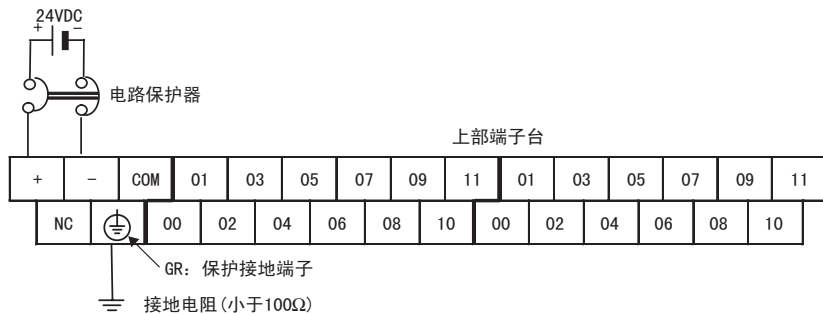 24VDC
+ −
电路保护器
上部端子台
+ − COM 01 03 05 07 09 11 01 03 05 07 09 11
NC 00 02 04 06 08 10 00 02 04 06 08 10
GR: 保护接地端子
接地电阻(小于100Ω)